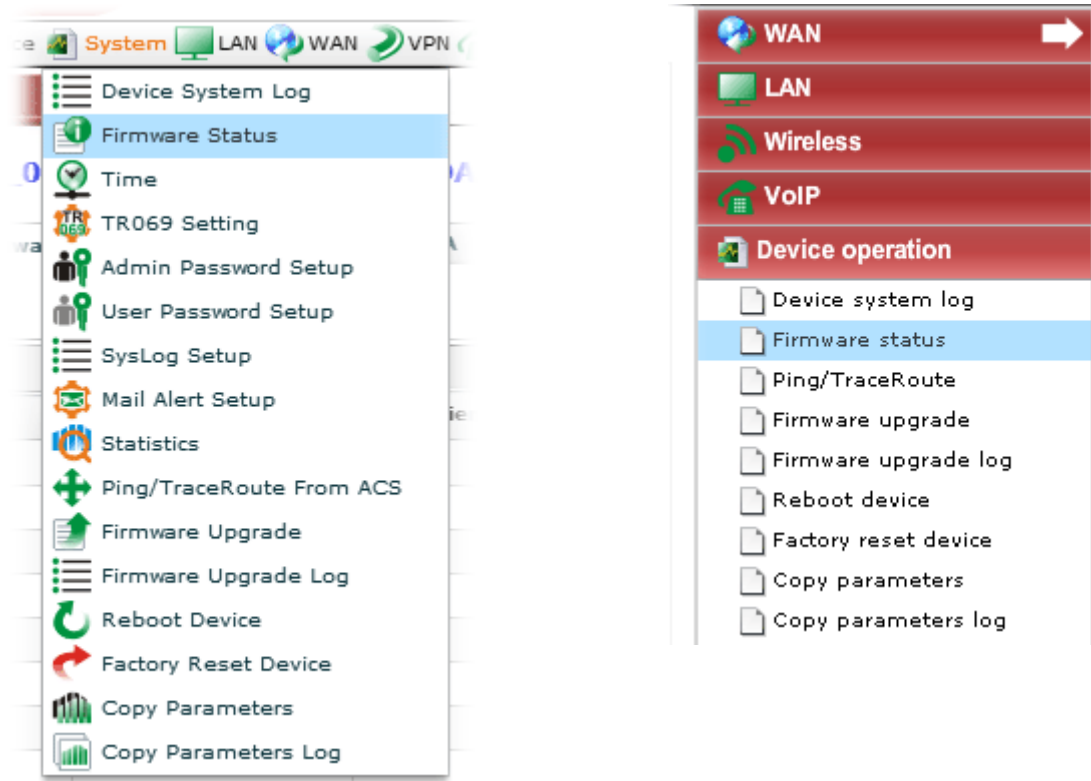 System LAN WAN VPN
Device System Log
Firmware Status
Time
TR069 Setting
Admin Password Setup
User Password Setup
SysLog Setup
Mail Alert Setup
Statistics
Ping/TraceRoute From ACS
Firmware Upgrade
Firmware Upgrade Log
Reboot Device
Factory Reset Device
Copy Parameters
Copy Parameters Log
WAN
LAN
Wireless
VoIP
Device operation
Device system log
Firmware status
Ping/TraceRoute
Firmware upgrade
Firmware upgrade log
Reboot device
Factory reset device
Copy parameters
Copy parameters log